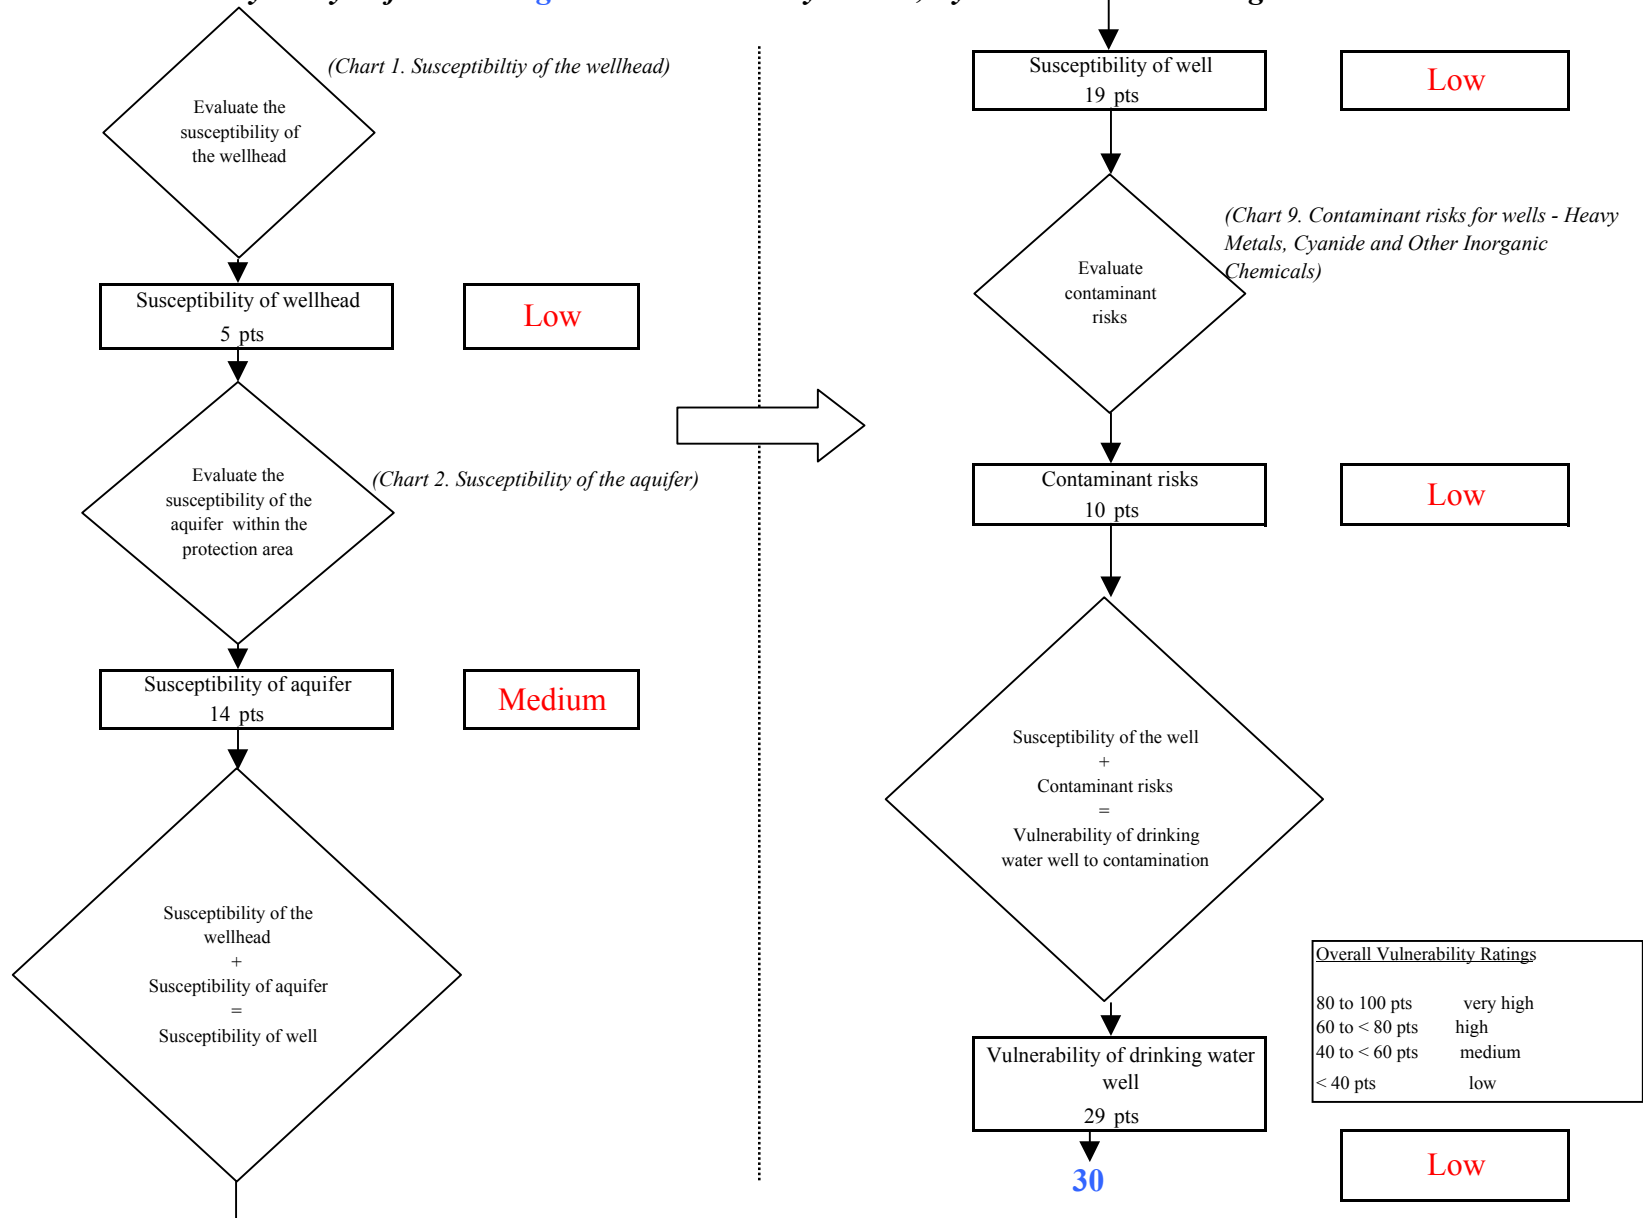 (Chart 1. Susceptibiltiy of the wellhead)
Evaluate the
susceptibility of
the wellhead
Susceptibility of wellhead
5 pts
Low
Evaluate the
susceptibility of the
aquifer within the
protection area
(Chart 2. Susceptibility of the aquifer)
Susceptibility of aquifer
14 pts
Medium
Susceptibility of the
wellhead
+
Susceptibility of aquifer
=
Susceptibility of well
Susceptibility of well
19 pts
Low
(Chart 9. Contaminant risks for wells - Heavy
Metals, Cyanide and Other Inorganic
Chemicals)
Evaluate
contaminant
risks
Contaminant risks
10 pts
Low
Susceptibility of the well
+
Contaminant risks
=
Vulnerability of drinking
water well to contamination
Overall Vulnerability Ratings
80 to 100 pts very high
60 to < 80 pts high
40 to < 60 pts medium
< 40 pts low
Vulnerability of drinking water
well
29 pts
30
Low